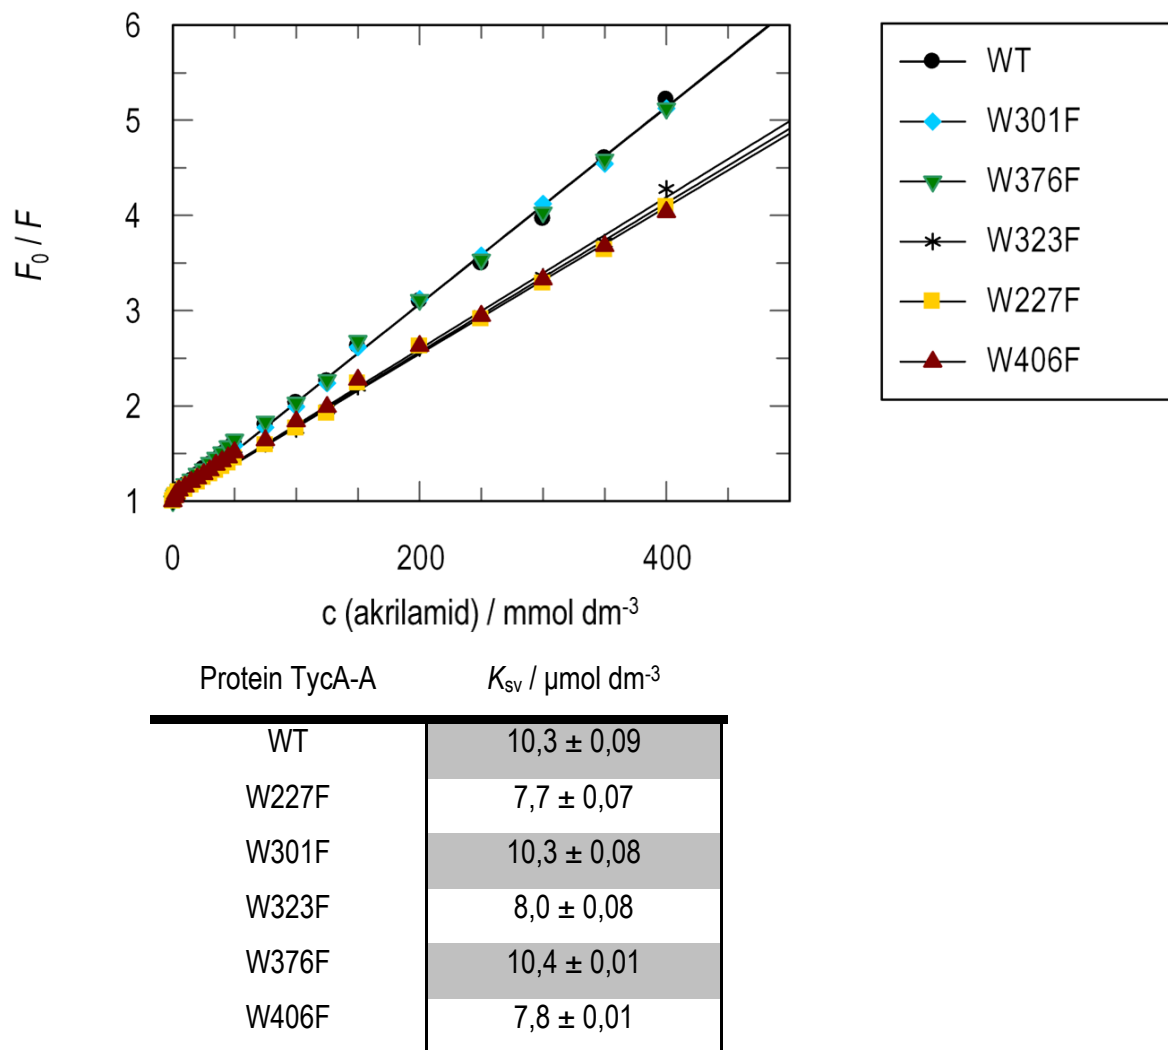 6
5
4
3
2
1
F0 / F
0
200
400
c (akrilamid) / mmol dm-3
WT
W301F
W376F
W323F
W227F
W406F
Protein TycA-A Ksv / μmol dm-3
WT 10,3 ± 0,09
W227F 7,7 ± 0,07
W301F 10,3 ± 0,08
W323F 8,0 ± 0,08
W376F 10,4 ± 0,01
W406F 7,8 ± 0,01